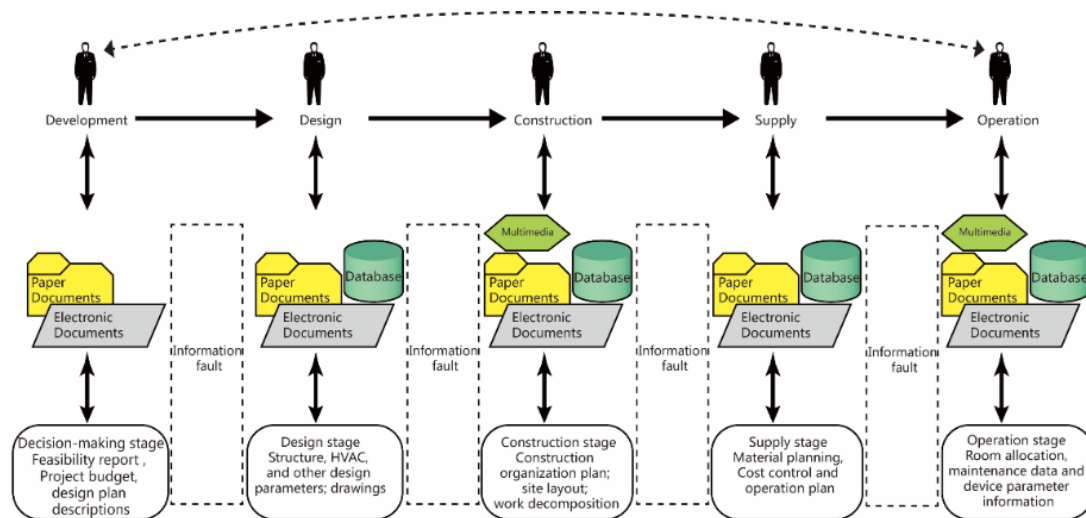 Development
Design
Construction
Supply
Operation
Multimedia
Multimedia
Paper
Documents
Electronic
Documents
Database
Paper
Documents
Electronic
Documents
Database
Paper
Documents
Electronic
Documents
Database
Paper
Documents
Electronic
Documents
Database
Paper
Documents
Electronic
Documents
Information
fault
Information
fault
Information
fault
Information
fault
Decision-making stage
Feasibility report ,
Project budget,
design plan
descriptions
Design stage
Structure, HVAC,
and other design
parameters; drawings
Construction stage
Construction
organization plan;
site layout;
work decomposition
Supply stage
Material planning,
Cost control and
operation plan
Operation stage
Room allocation,
maintenance data and
device parameter
information